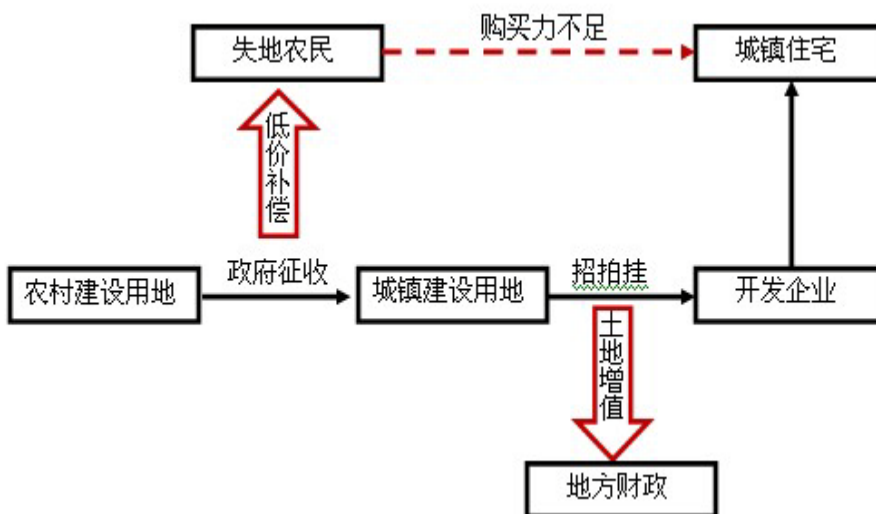 购买力不足
失地农民
城镇住宅
低价补偿
政府征收
招拍挂
农村建设用地
城镇建设用地
开发企业
土地增值
地方财政